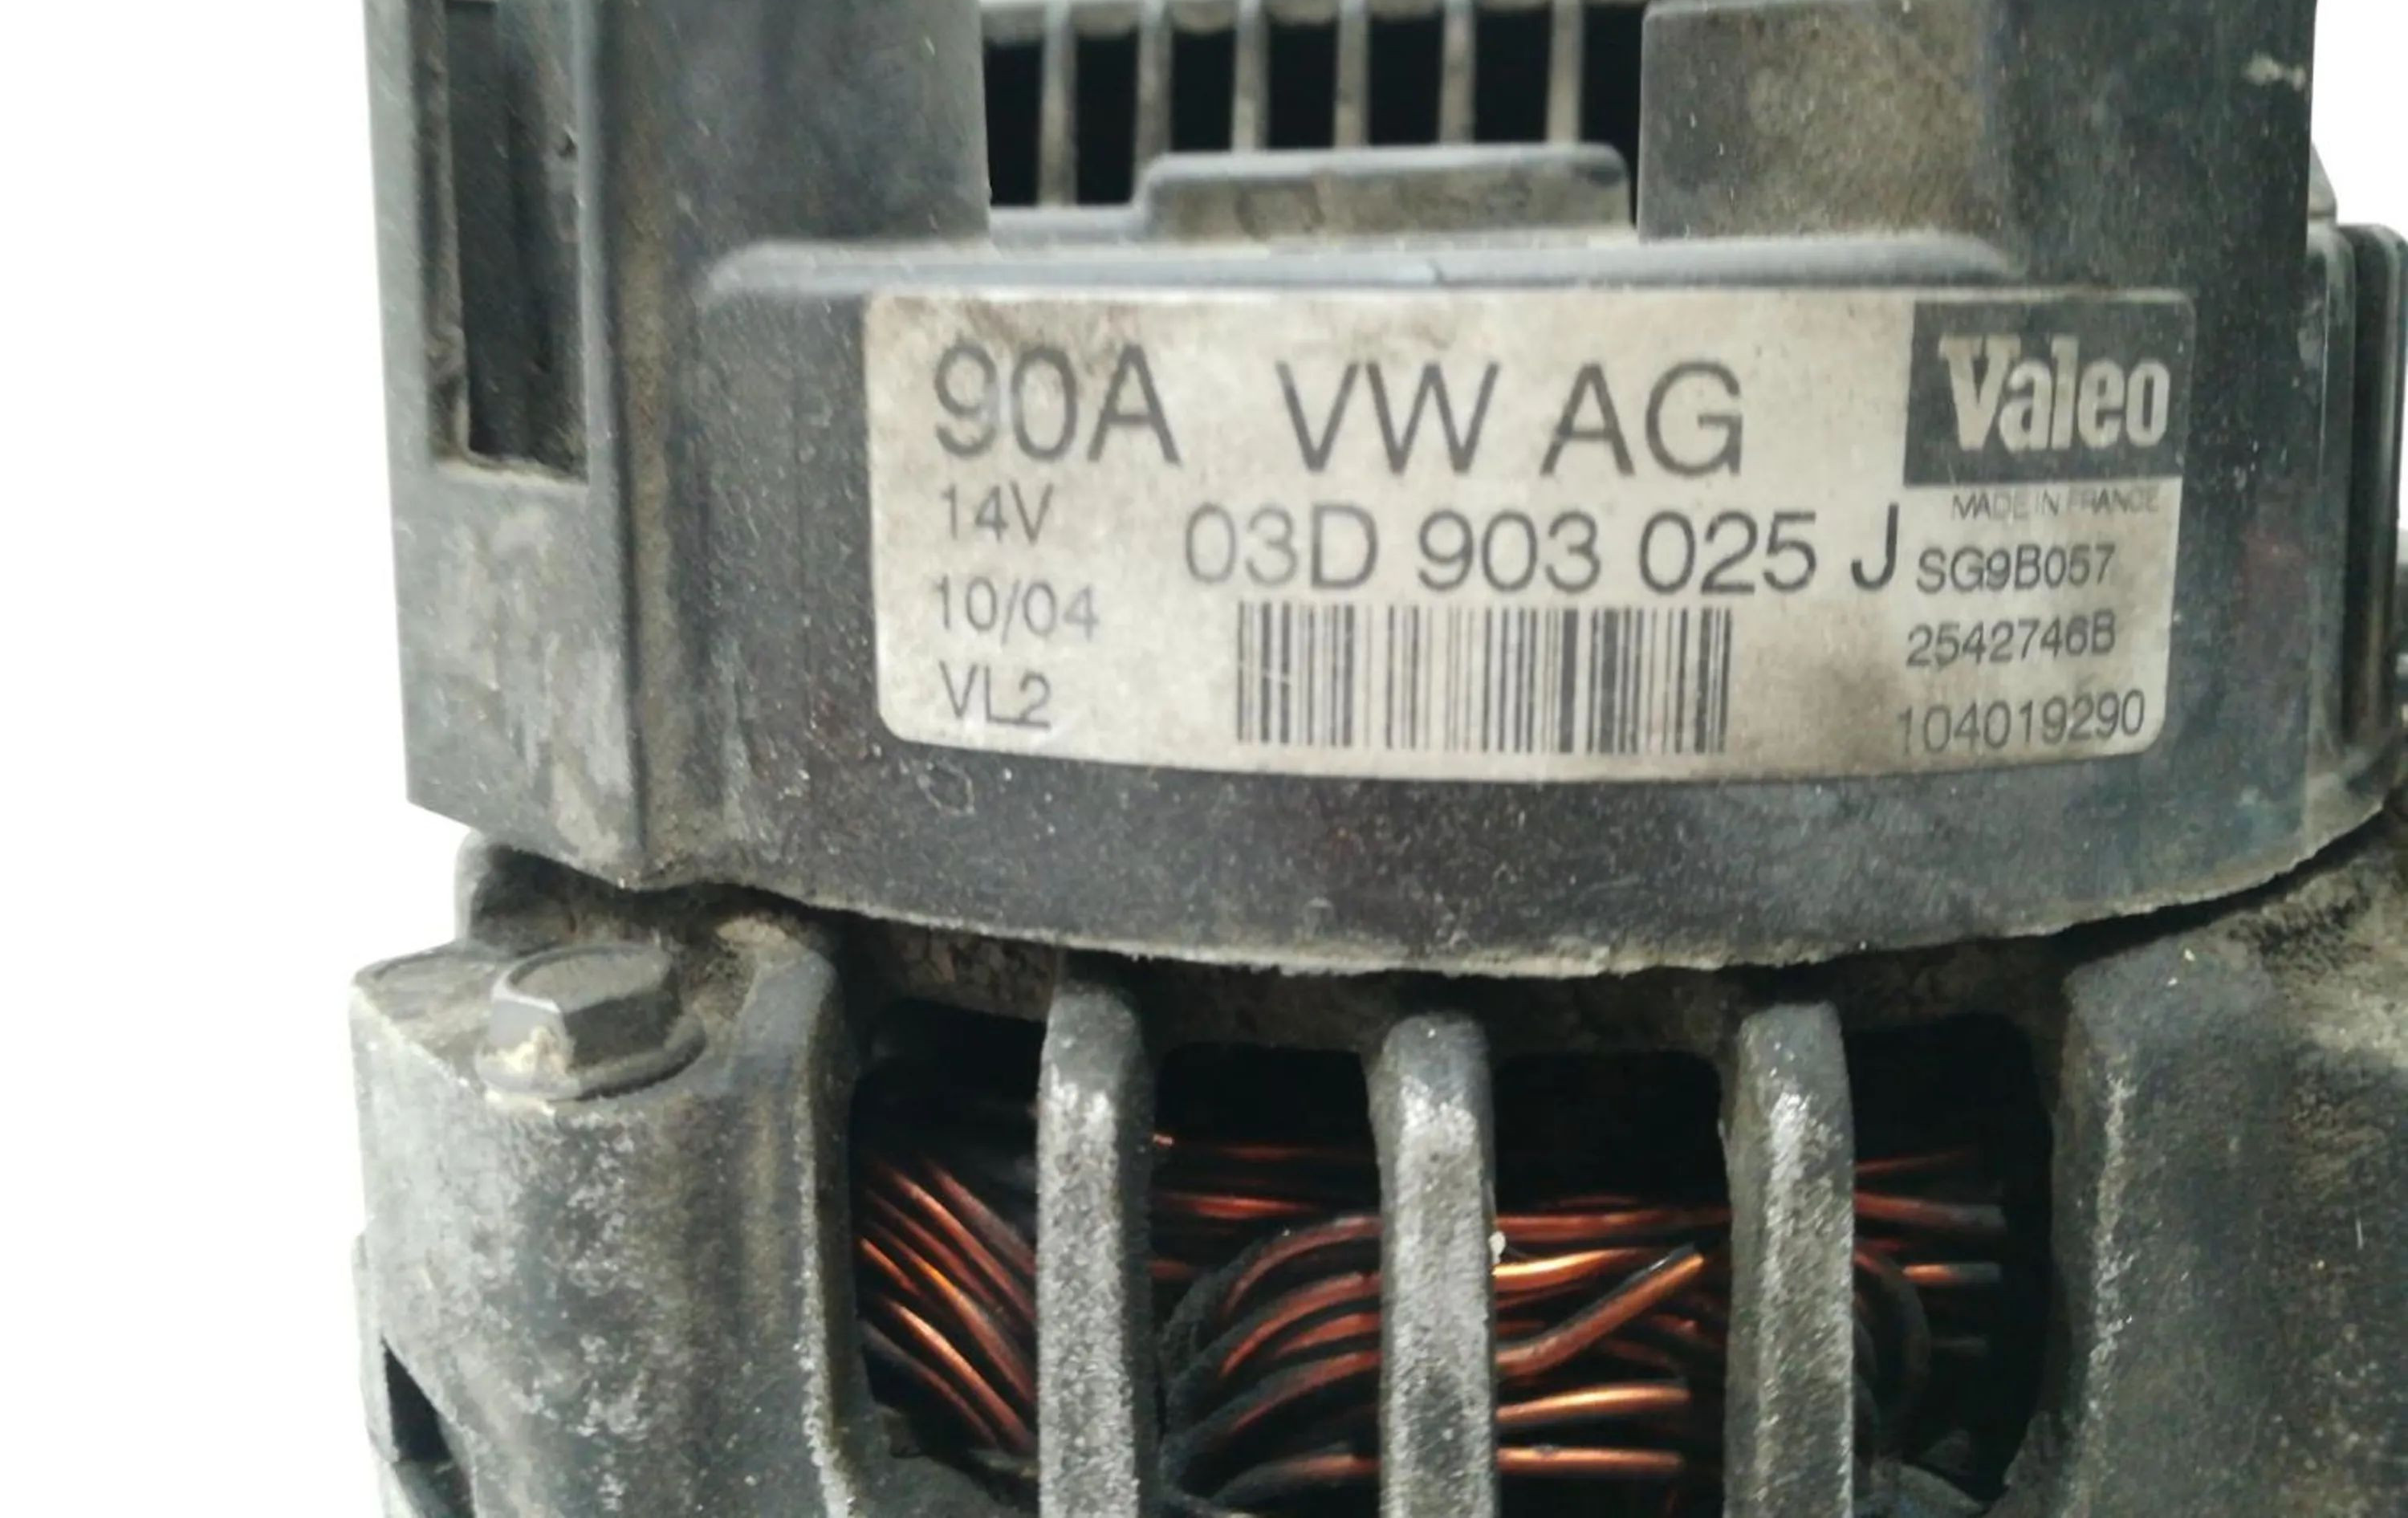 90A VW AG Valeo
MADE IN FRANCE
14V 03D 903 025 J SG9B057
10/04 2542746B
VL2 104019290